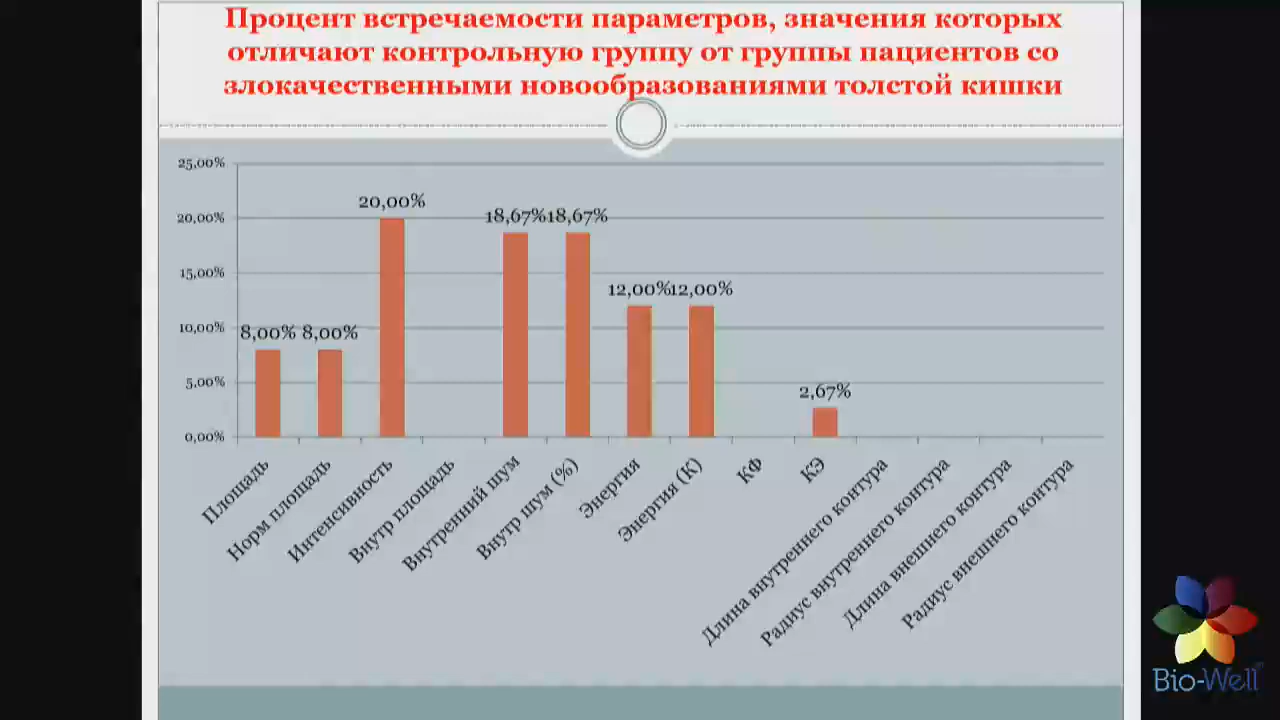 Процент встречаемости параметров, значения которых
отличают контрольную группу от группы пациентов со
злокачественными новообразованиями толстой кишки
25,00%
20,00%
15,00%
10,00%
5,00%
0,00%
8,00%
8,00%
20,00%
18,67%
18,67%
12,00%
12,00%
2,67%
Площадь
Норм площадь
Интенсивность
Внутр площадь
Внутренний шум
Внутр шум (%)
Энергия
Энергия (К)
КФ
КЭ
Длина внутреннего контура
Радиус внутреннего контура
Длина внешнего контура
Радиус внешнего контура
Bio-Well